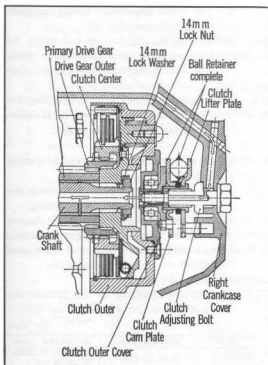 14mm
Lock Nut
Primary Drive Gear
14mm
Lock Washer
Drive Gear Outer
Clutch Center
Ball Retainer
complete
Clutch
Lifter Plate
Crank
Shaft
Clutch Outer
Clutch Outer Cover
Clutch
Cam Plate
Clutch
Adjusting Bolt
Right
Crankcase
Cover